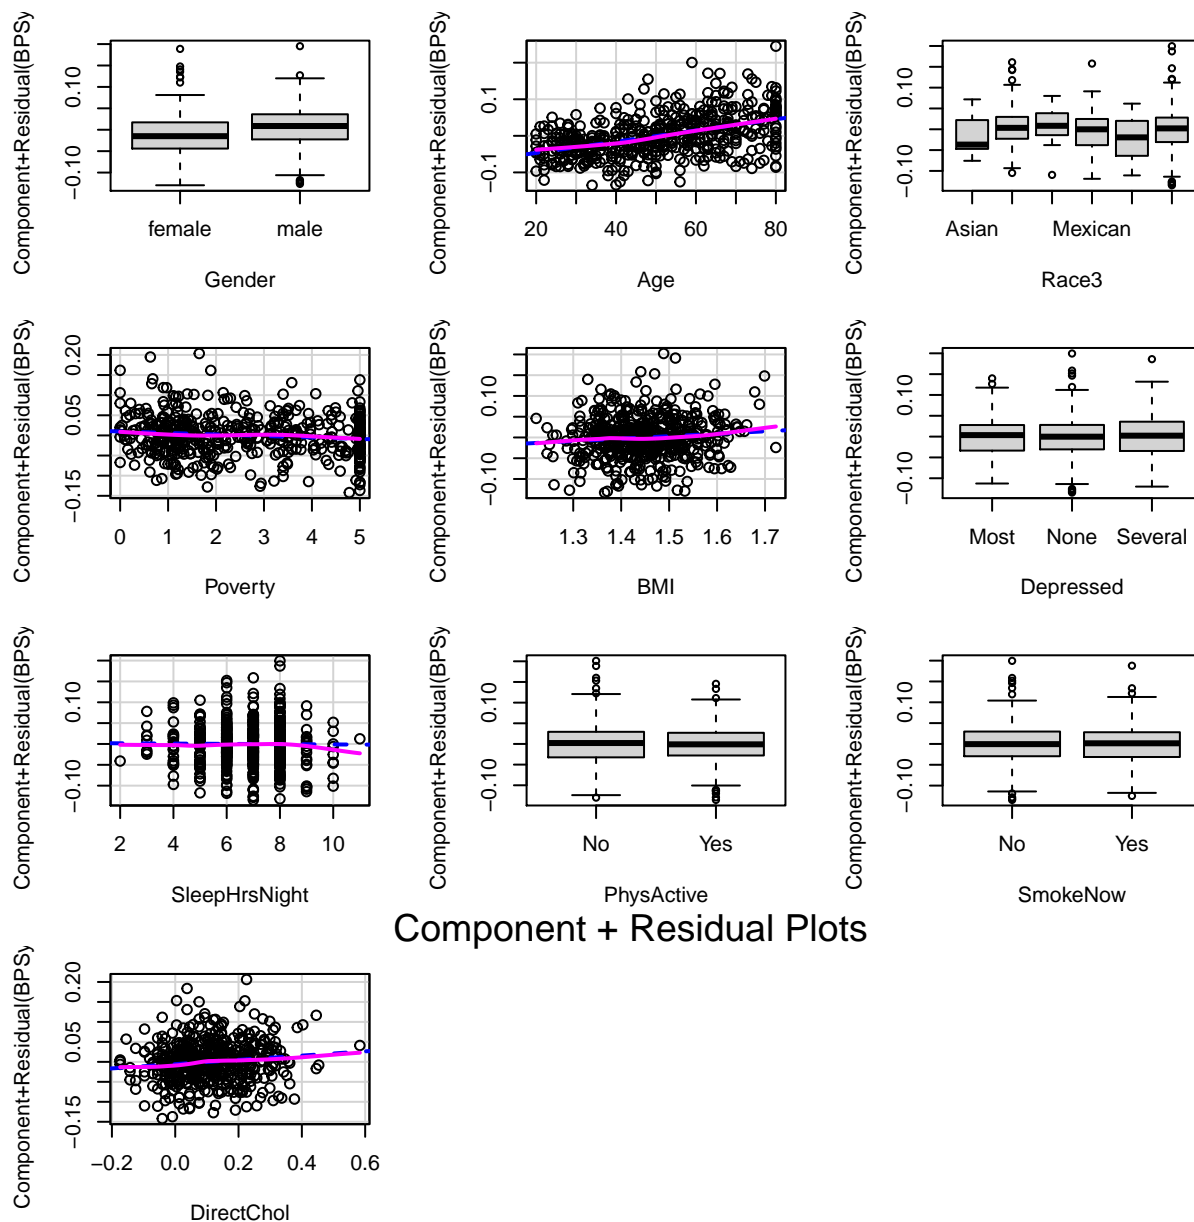 Component+Residual(BPSy
0.10
−0.10
female
male
Gender
Component+Residual(BPSy
0.1
−0.1
20
40
60
80
Age
Component+Residual(BPSy
0.10
−0.10
Asian
Mexican
Race3
Component+Residual(BPSy
0.20
0.05
−0.15
0
1
2
3
4
5
Poverty
Component+Residual(BPSy
0.10
−0.10
1.3
1.4
1.5
1.6
1.7
BMI
Component+Residual(BPSy
0.10
−0.10
Most
None
Several
Depressed
Component+Residual(BPSy
0.10
−0.10
2
4
6
8
10
SleepHrsNight
Component+Residual(BPSy
0.10
−0.10
No
Yes
PhysActive
Component+Residual(BPSy
0.10
−0.10
No
Yes
SmokeNow
Component + Residual Plots
Component+Residual(BPSy
0.20
0.05
−0.15
−0.2
0.0
0.2
0.4
0.6
DirectChol